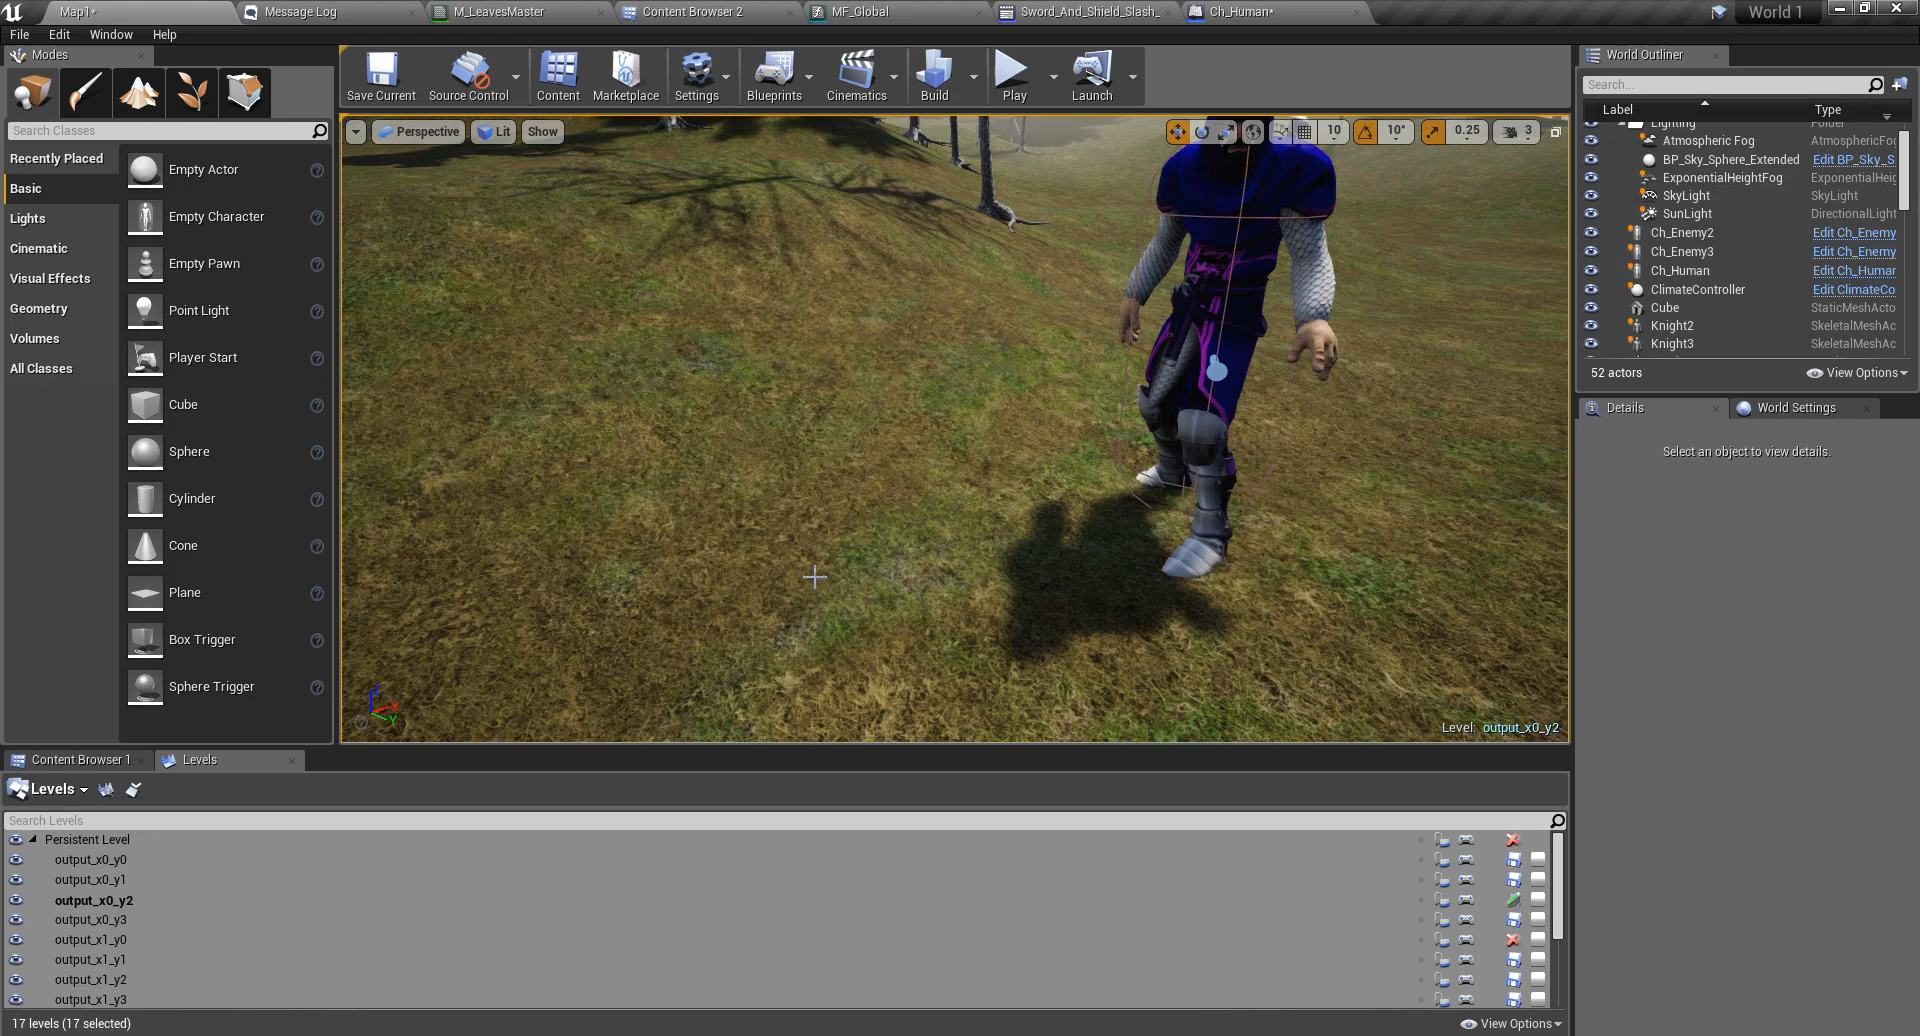 Map1*
Message Log
M_LeavesMaster
Content Browser 2
MF_Global
Sword_And_Shield_Slash_
Ch_Human*
World 1
File Edit Window Help
Modes
World Outliner
Save Current
Source Control
Content
Marketplace
Settings
Blueprints
Cinematics
Build
Play
Launch
Search...
Label Type
Search Classes
Perspective
Lit
Show
10
10°
0.25
3
Recently Placed
Basic
Lights
Cinematic
Visual Effects
Geometry
Volumes
All Classes
Empty Actor
Empty Character
Empty Pawn
Point Light
Player Start
Cube
Sphere
Cylinder
Cone
Plane
Box Trigger
Sphere Trigger
Lighting Folder
Atmospheric Fog AtmosphericFog
BP_Sky_Sphere_Extended Edit BP_Sky_S
ExponentialHeightFog ExponentialHeig
SkyLight SkyLight
SunLight DirectionalLight
Ch_Enemy2 Edit Ch_Enemy
Ch_Enemy3 Edit Ch_Enemy
Ch_Human Edit Ch_Human
ClimateController Edit ClimateCo
Cube StaticMeshActo
Knight2 SkeletalMeshAc
Knight3 SkeletalMeshAc
52 actors
View Options
Details
World Settings
Select an object to view details.
Z
X
Y
Level: output_x0_y2
Content Browser 1
Levels
Levels
Search Levels
Persistent Level
output_x0_y0
output_x0_y1
output_x0_y2
output_x0_y3
output_x1_y0
output_x1_y1
output_x1_y2
output_x1_y3
17 levels (17 selected)
View Options